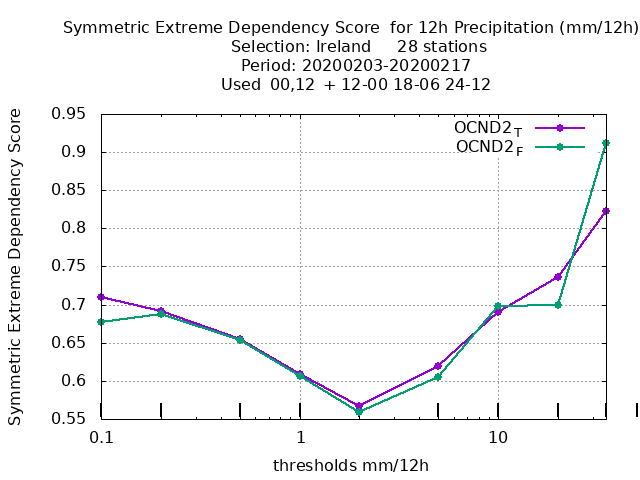 Symmetric Extreme Dependency Score  for 12h Precipitation (mm/12h)
Selection: Ireland     28 stations
Period: 20200203-20200217
Used  00,12  + 12-00 18-06 24-12
Symmetric Extreme Dependency Score
0.95
0.9
0.85
0.8
0.75
0.7
0.65
0.6
0.55
OCND2T
OCND2F
0.1 1 10
thresholds mm/12h